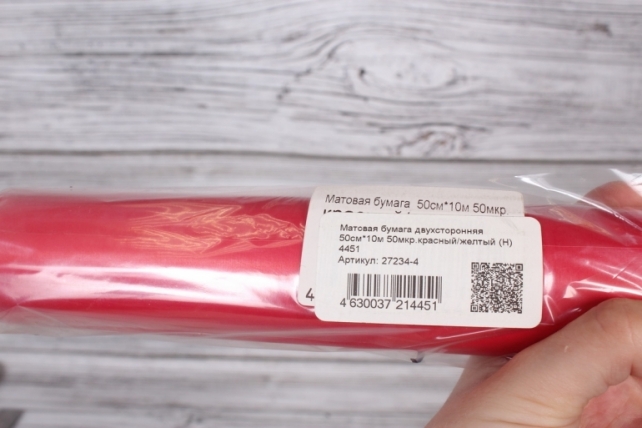 Матовая бумага 50см*10м 50мкр.
Матовая бумага двухсторонняя
50см*10м 50мкр.красный/желтый (Н)
4451
Артикул: 27234-4
4
4 630037 214451